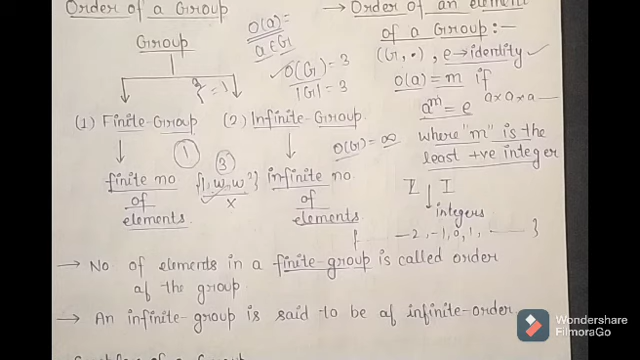 Order of a Group
Group
(1) Finite-Group
finite no
of
elements
(2) Infinite-Group
infinite no
of
elements
O(a)=
a∈G
O(G) = 3
|G| = 3
O(G) = ∞
①
③
{1, w, w²}
x
→ Order of an element
of a Group:-
(G, •), e→identity
O(a) = m if
a^m = e
a×a×a
where "m" is the
least +ve integer
Z I
integers
{ -2, -1, 0, 1, }
→ No. of elements in a finite-group is called order
of the group
→ An infinite-group is said to be of infinite-order.
Wondershare
FilmoraGo